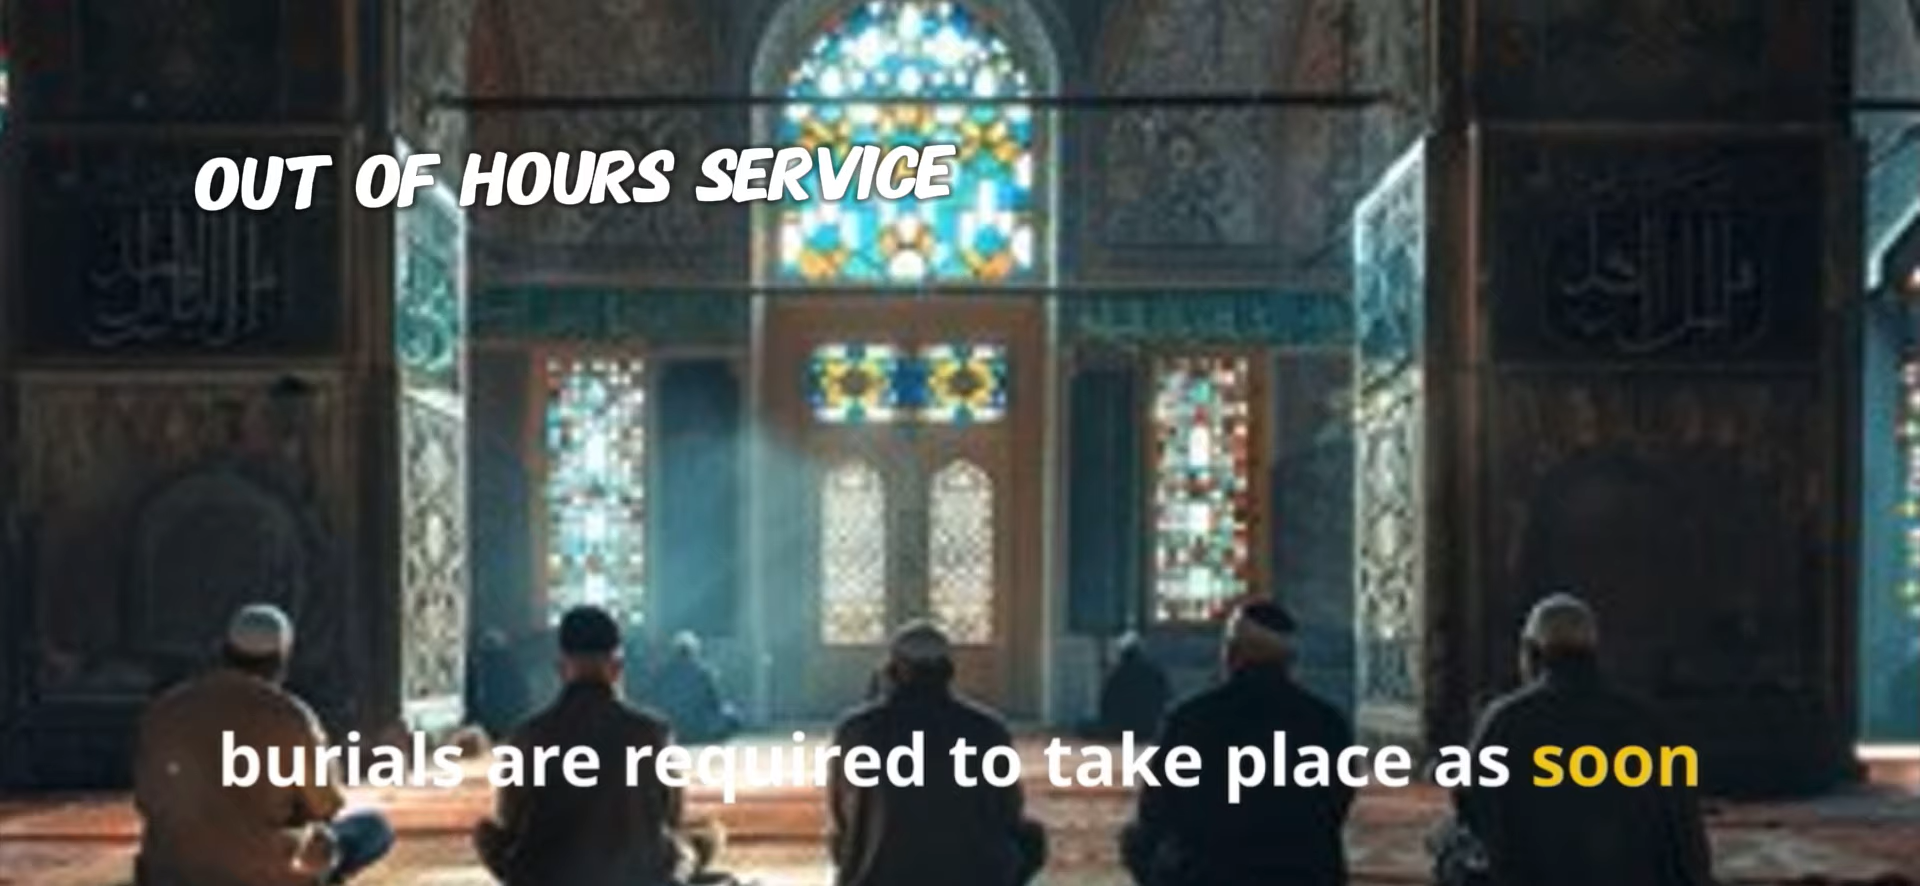 OUT OF HOURS SERVICE
burials are required to take place as soon